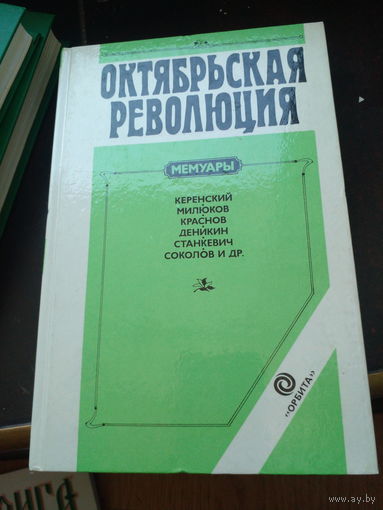 ОКТЯБРЬСКАЯ
РЕВОЛЮЦИЯ
МЕМУАРЫ
КЕРЕНСКИЙ
МИЛЮКОВ
КРАСНОВ
ДЕНИКИН
СТАНКЕВИЧ
СОКОЛОВ И ДР.
"ОРБИТА"
www.ay.by